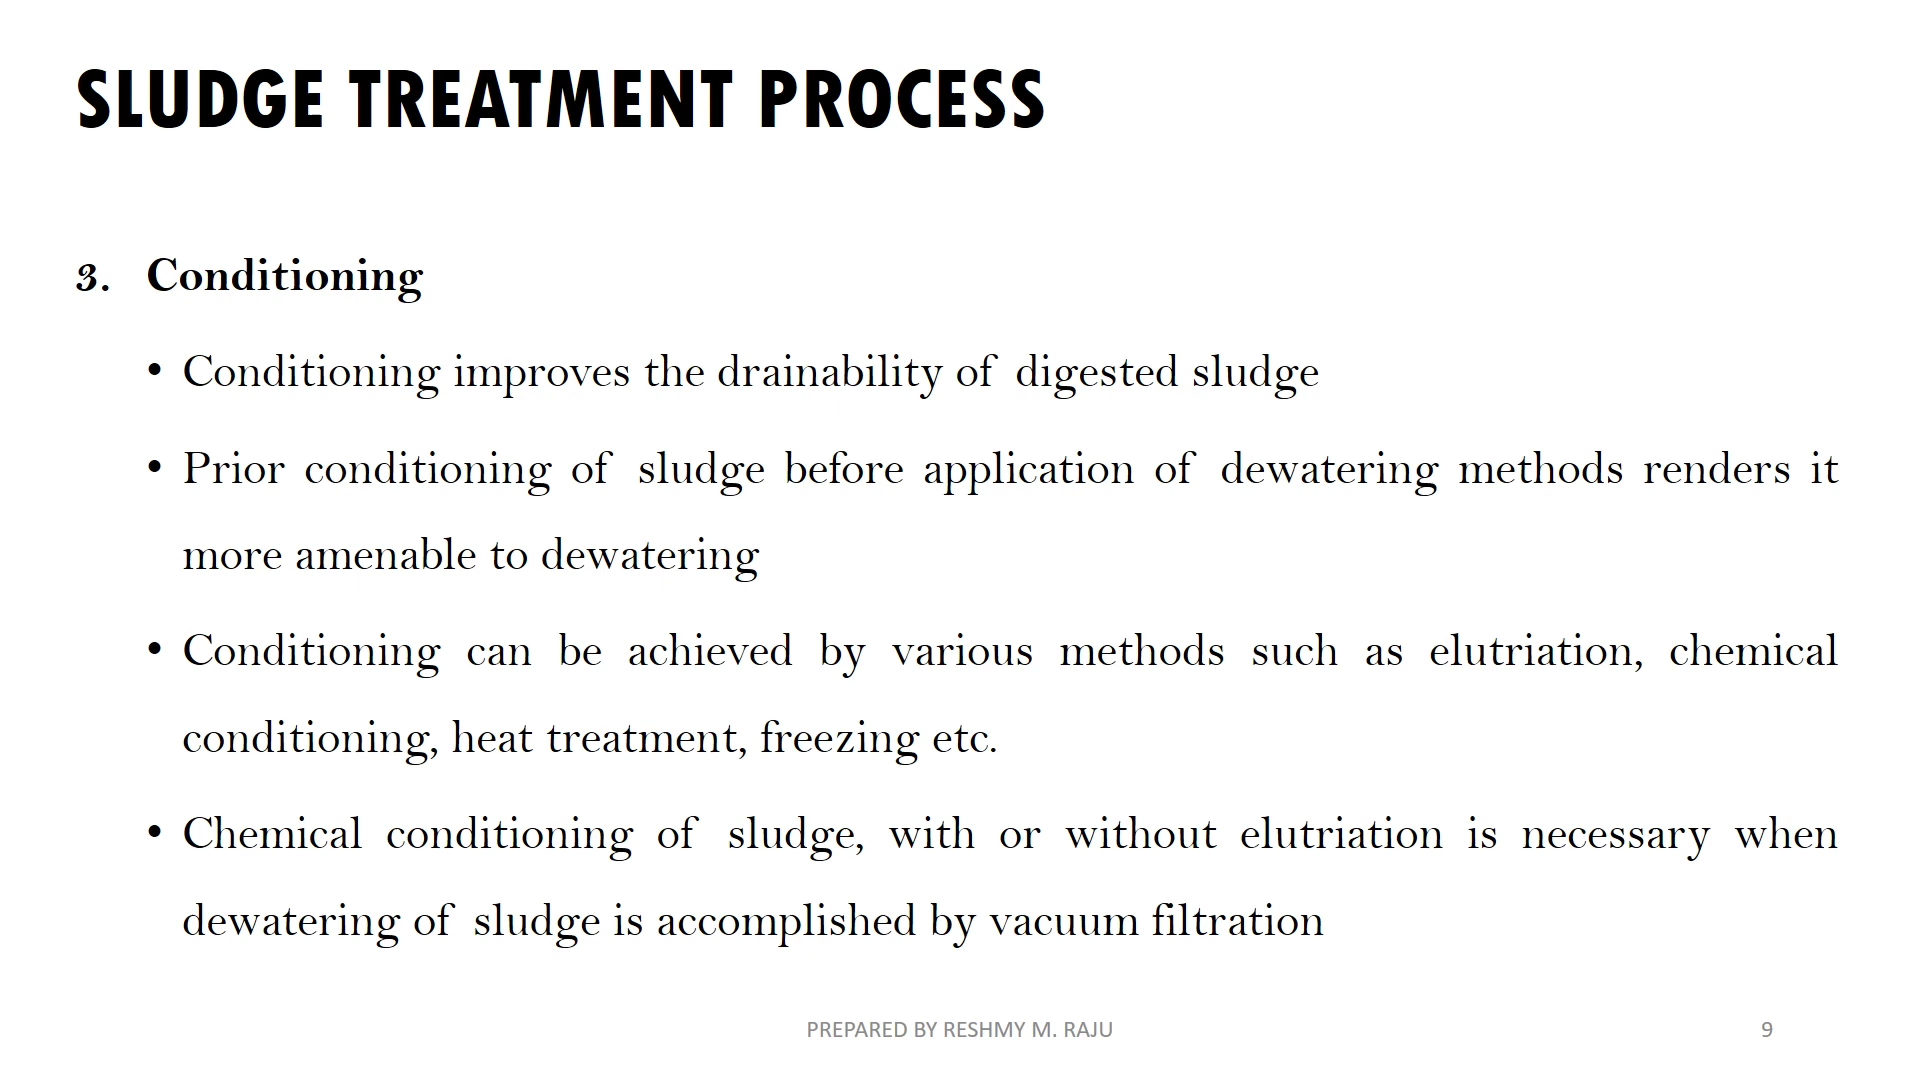 SLUDGE TREATMENT PROCESS
3. Conditioning
• Conditioning improves the drainability of digested sludge
• Prior conditioning of sludge before application of dewatering methods renders it
more amenable to dewatering
• Conditioning can be achieved by various methods such as elutriation, chemical
conditioning, heat treatment, freezing etc.
• Chemical conditioning of sludge, with or without elutriation is necessary when
dewatering of sludge is accomplished by vacuum filtration
PREPARED BY RESHMY M. RAJU
9